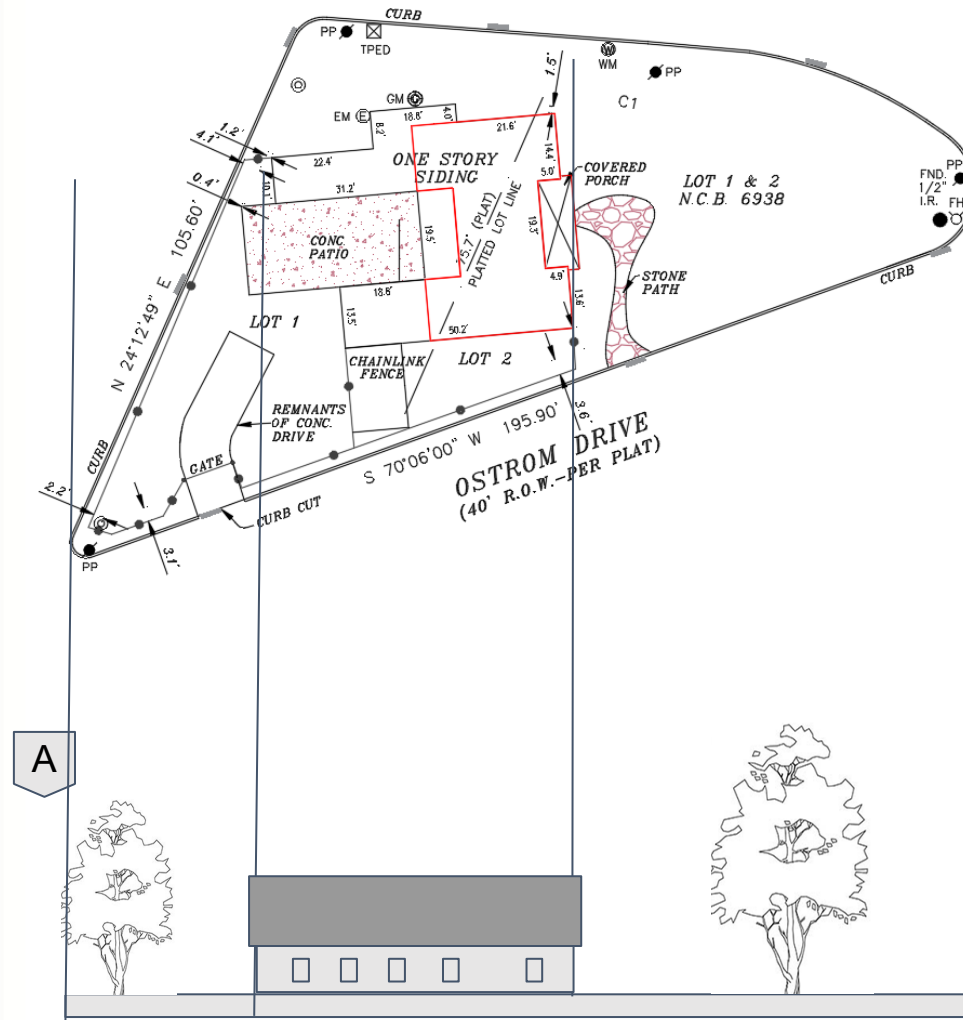 CURB
PP
TPED
WM
PP
C1
GM G
EM E
18.8'
4.0'
8.2'
1.5'
21.6'
1.2'
4.1'
22.4'
ONE STORY
SIDING
14.4'
COVERED
PORCH
5.0'
LOT 1 & 2
N.C.B. 6938
PP
FND.
1/2"
I.R.
FH
0.4'
10.1'
31.2'
CONC.
PATIO
19.5'
75.7' (PLAT)
PLATTED LOT LINE
19.3'
4.9'
STONE
PATH
CURB
N 24°12'49" E 105.60'
18.6'
13.5'
13.6'
LOT 1
50.2'
LOT 2
CHAINLINK
FENCE
REMNANTS
OF CONC.
DRIVE
3.6'
GATE
CURB
S 70°06'00" W 195.90'
OSTROM DRIVE
(40' R.O.W.-PER PLAT)
2.2'
CURB CUT
3.1'
PP
A